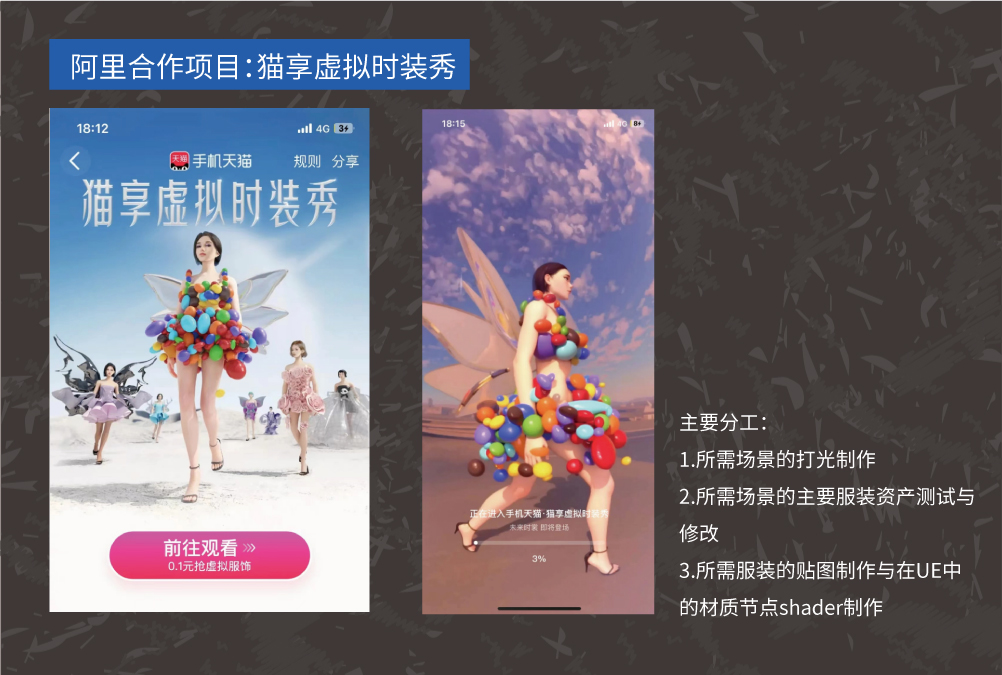 阿里合作项目:猫享虚拟时装秀
18:12
4G
3
天猫
手机天猫
规则 分享
猫享虚拟时装秀
前往观看
0.1元抢虚拟服饰
18:15
4G
8
正在进入手机天猫·猫享虚拟时装秀
未来时装 即将登场
3%
主要分工:
1.所需场景的打光制作
2.所需场景的主要服装资产测试与
修改
3.所需服装的贴图制作与在UE中
的材质节点shader制作